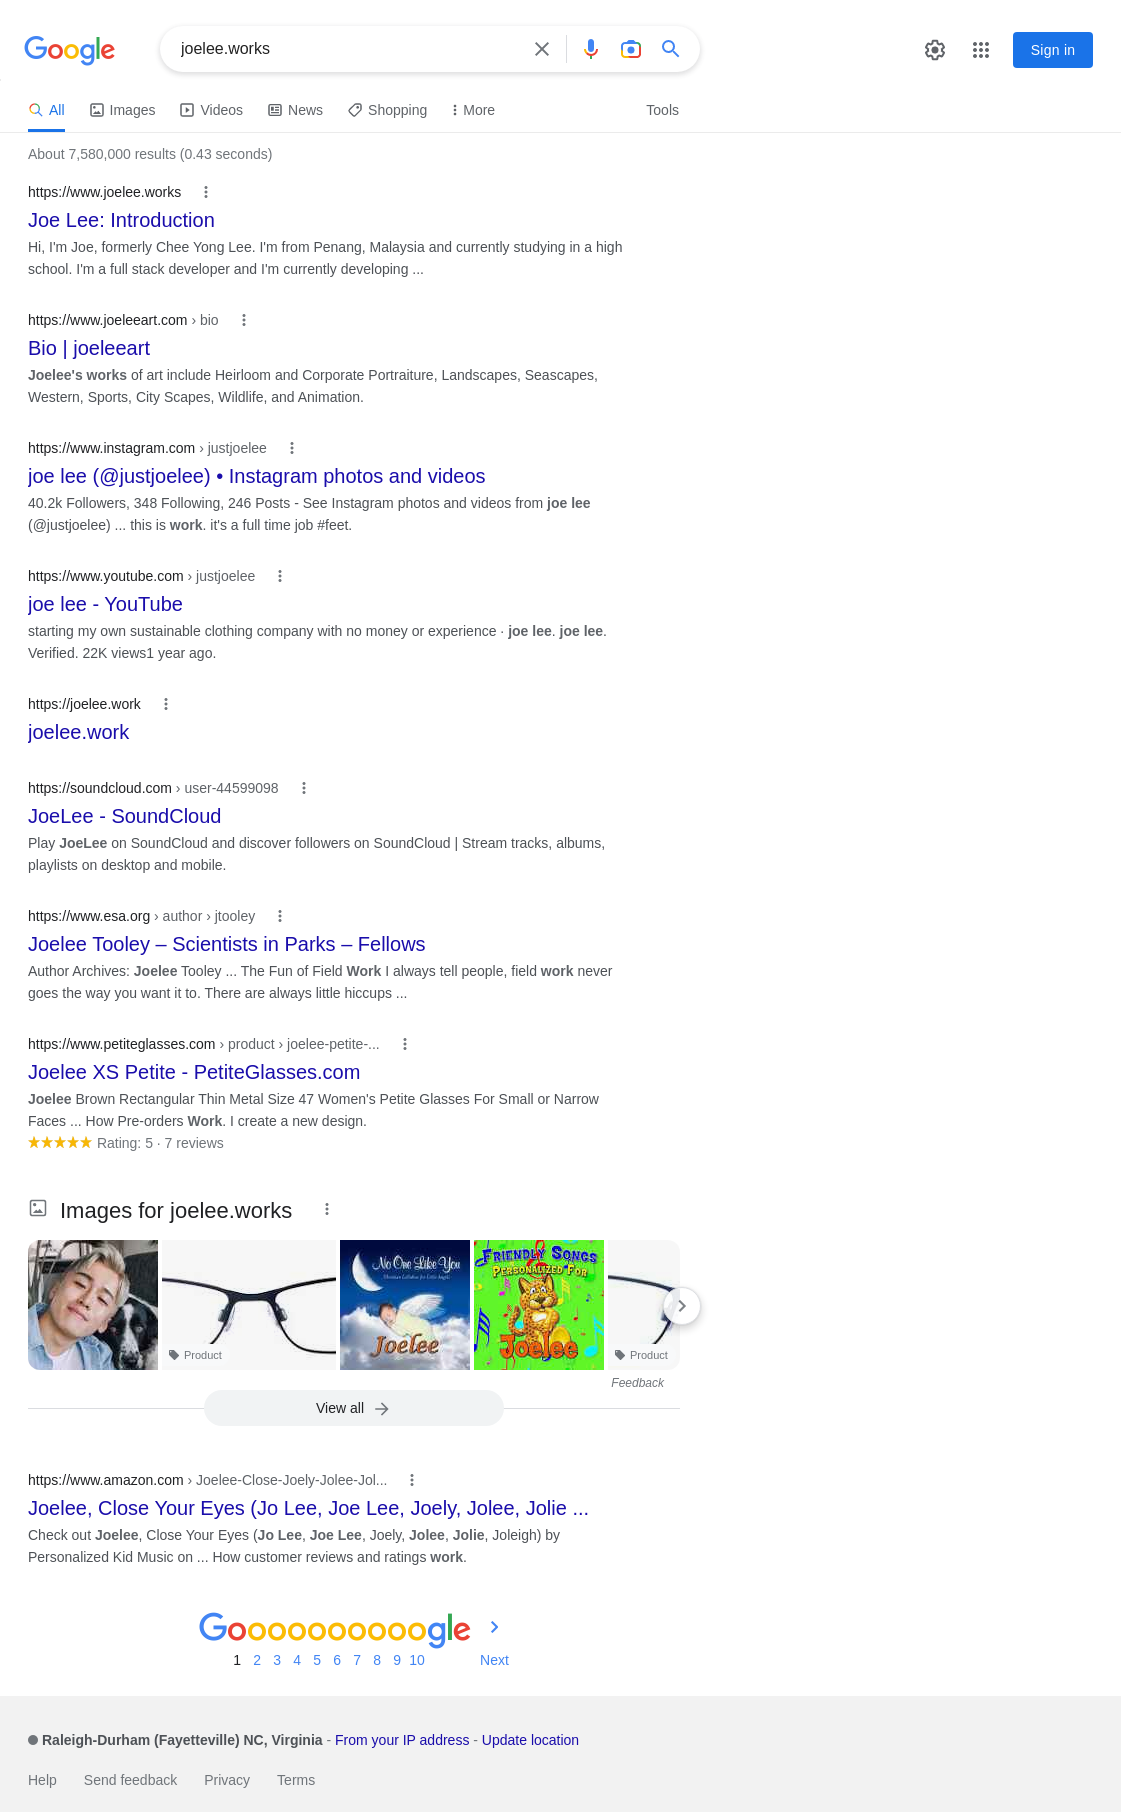 Google
joelee.works
Sign in
All
Images
Videos
News
Shopping
More
Tools
About 7,580,000 results (0.43 seconds)
https://www.joelee.works
Joe Lee: Introduction
Hi, I'm Joe, formerly Chee Yong Lee. I'm from Penang, Malaysia and currently studying in a high
school. I'm a full stack developer and I'm currently developing ...
https://www.joeleeart.com › bio
Bio | joeleeart
Joelee's works of art include Heirloom and Corporate Portraiture, Landscapes, Seascapes,
Western, Sports, City Scapes, Wildlife, and Animation.
https://www.instagram.com › justjoelee
joe lee (@justjoelee) • Instagram photos and videos
40.2k Followers, 348 Following, 246 Posts - See Instagram photos and videos from joe lee
(@justjoelee) ... this is work. it's a full time job #feet.
https://www.youtube.com › justjoelee
joe lee - YouTube
starting my own sustainable clothing company with no money or experience · joe lee. joe lee.
Verified. 22K views1 year ago.
https://joelee.work
joelee.work
https://soundcloud.com › user-44599098
JoeLee - SoundCloud
Play JoeLee on SoundCloud and discover followers on SoundCloud | Stream tracks, albums,
playlists on desktop and mobile.
https://www.esa.org › author › jtooley
Joelee Tooley – Scientists in Parks – Fellows
Author Archives: Joelee Tooley ... The Fun of Field Work I always tell people, field work never
goes the way you want it to. There are always little hiccups ...
https://www.petiteglasses.com › product › joelee-petite-...
Joelee XS Petite - PetiteGlasses.com
Joelee Brown Rectangular Thin Metal Size 47 Women's Petite Glasses For Small or Narrow
Faces ... How Pre-orders Work. I create a new design.
Rating: 5 · 7 reviews
Images for joelee.works
No One Like You
Christian Lullabies for Little Angels
Joelee
FRIENDLY SONGS
PERSONALIZED FOR
Joelee
Product
Product
Feedback
View all
https://www.amazon.com › Joelee-Close-Joely-Jolee-Jol...
Joelee, Close Your Eyes (Jo Lee, Joe Lee, Joely, Jolee, Jolie ...
Check out Joelee, Close Your Eyes (Jo Lee, Joe Lee, Joely, Jolee, Jolie, Joleigh) by
Personalized Kid Music on ... How customer reviews and ratings work.
Goooooooooogle
1 2 3 4 5 6 7 8 9 10 Next
Raleigh-Durham (Fayetteville) NC, Virginia - From your IP address - Update location
Help Send feedback Privacy Terms